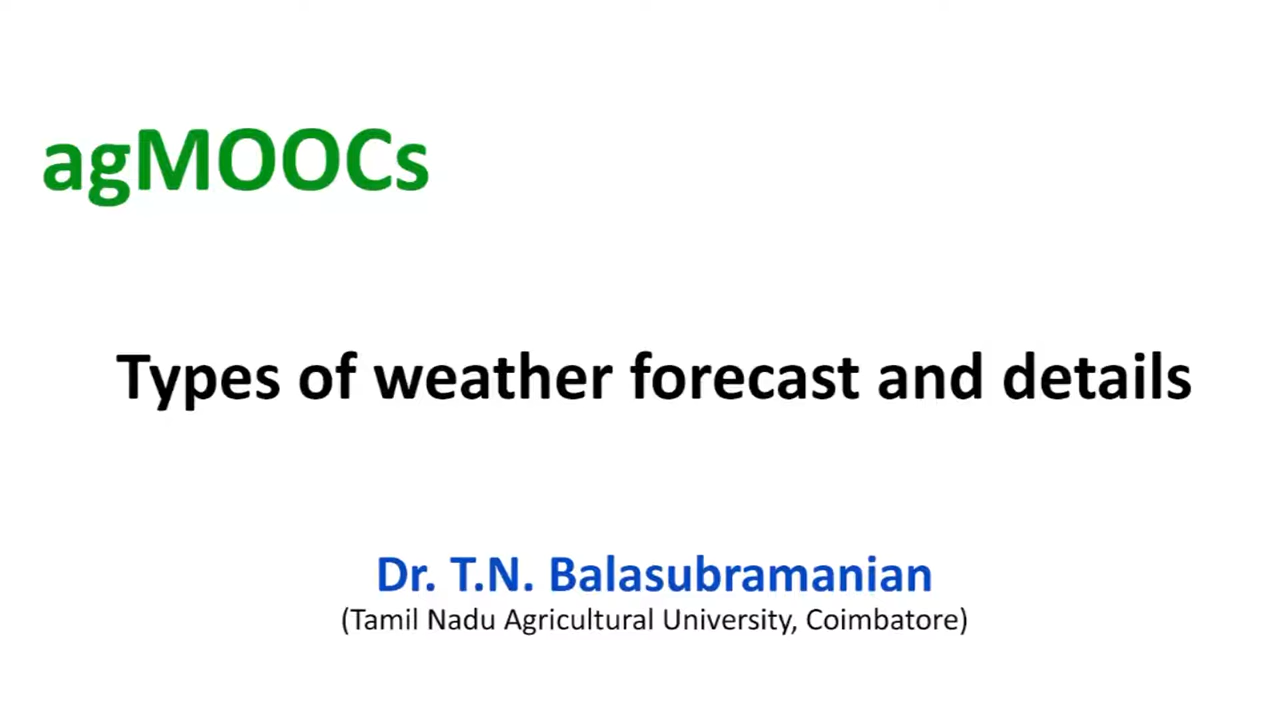 agMOOCs
Types of weather forecast and details
Dr. T.N. Balasubramanian
(Tamil Nadu Agricultural University, Coimbatore)